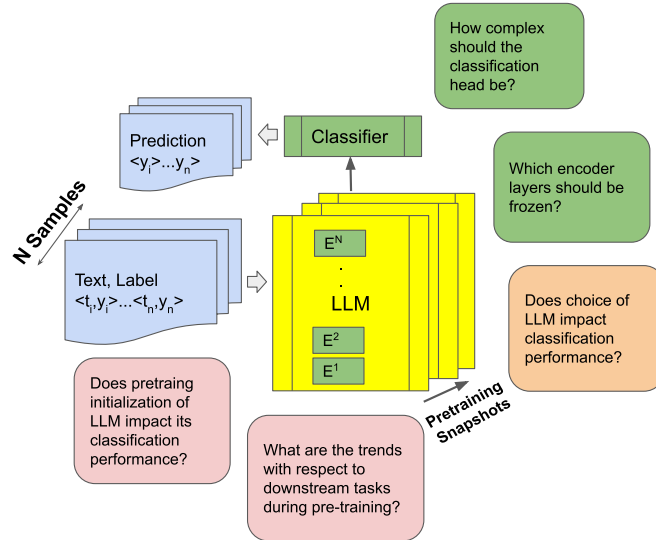 How complex
should the
classification
head be?
Prediction
<yᵢ>...yₙ>
Classifier
Which encoder
layers should be
frozen?
N Samples
Text, Label
<tᵢ,yᵢ>...<tₙ,yₙ>
Eᴺ
.
.
LLM
E²
E¹
Does choice of
LLM impact
classification
performance?
Does pretraing
initialization of
LLM impact its
classification
performance?
Pretraining
Snapshots
What are the trends
with respect to
downstream tasks
during pre-training?